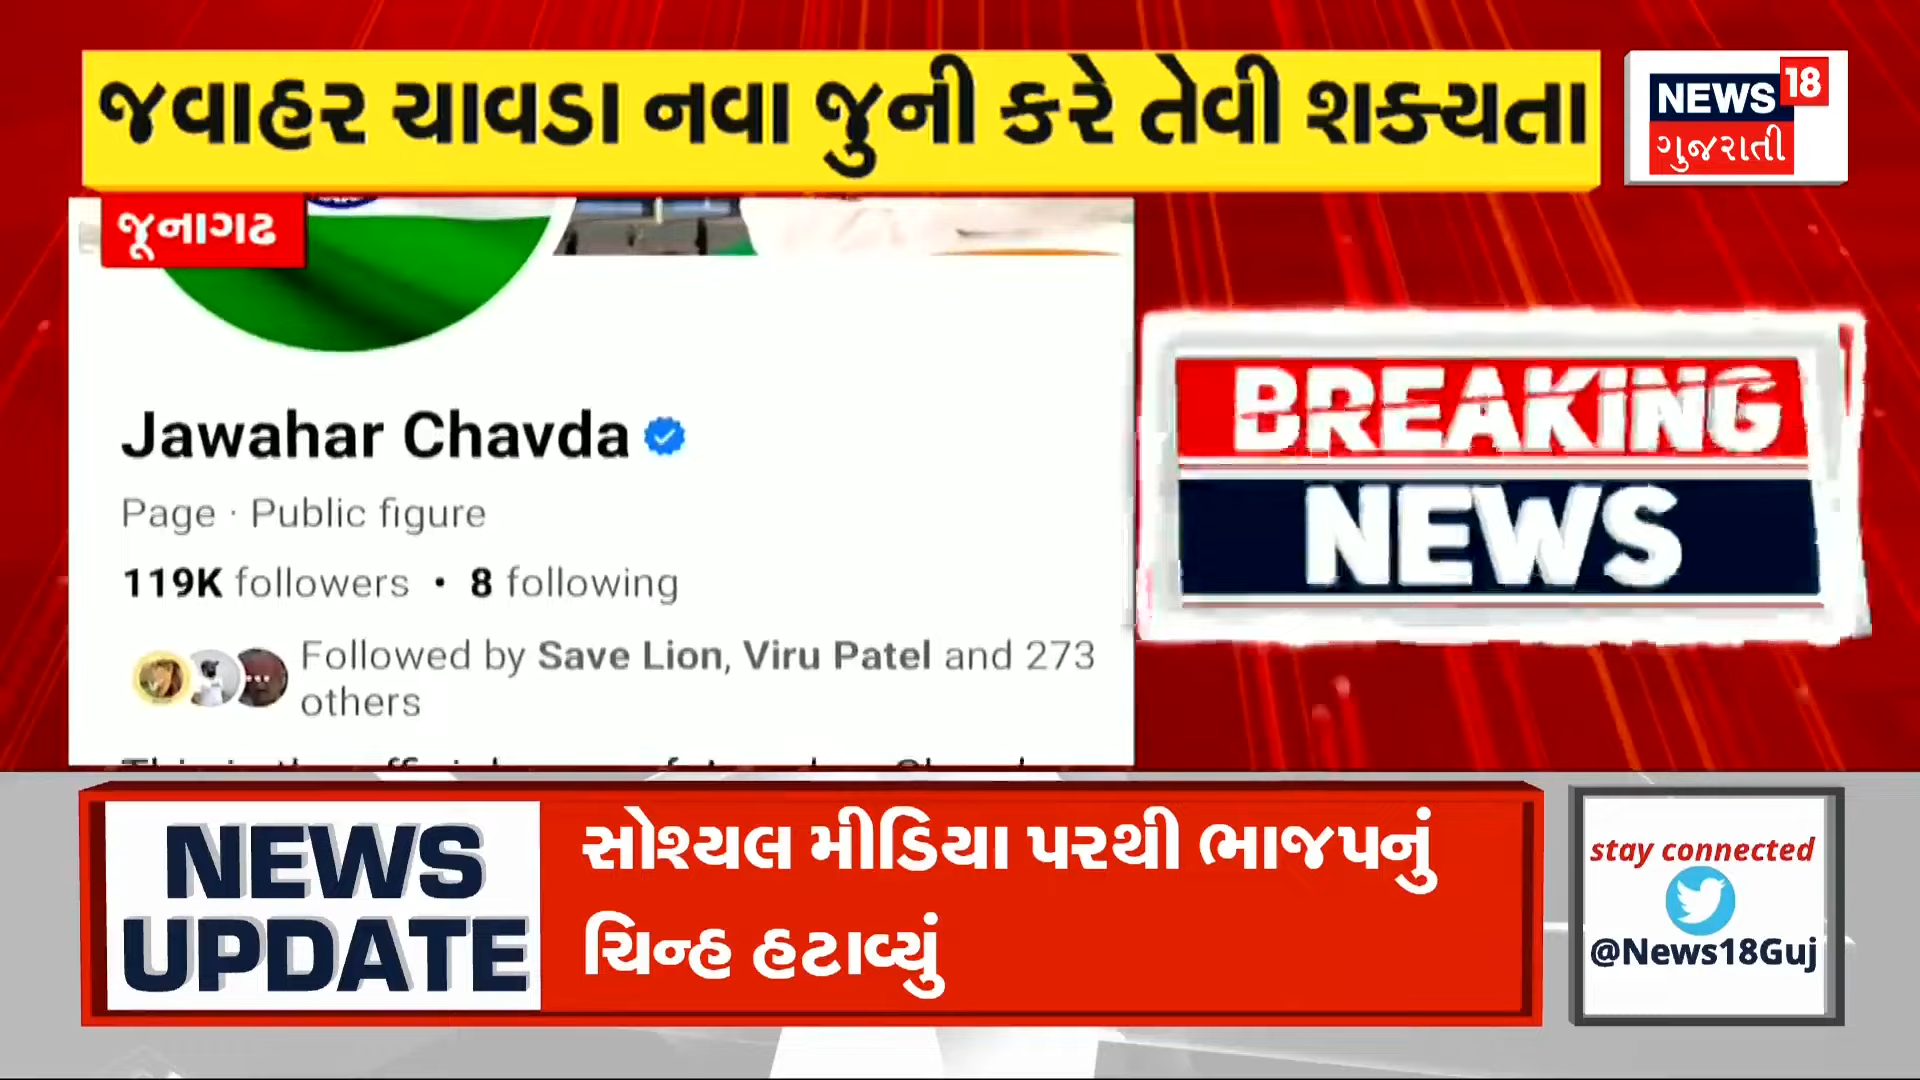 જવાહર ચાવડા નવા જુની કરે તેવી શક્યતા
NEWS 18
ગુજરાતી
જૂનાગઢ
Jawahar Chavda
Page · Public figure
119K followers • 8 following
Followed by Save Lion, Viru Patel and 273
others
BREAKING
NEWS
NEWS
UPDATE
સોશ્યલ મીડિયા પરથી ભાજપનું
ચિન્હ હટાવ્યું
stay connected
@News18Guj